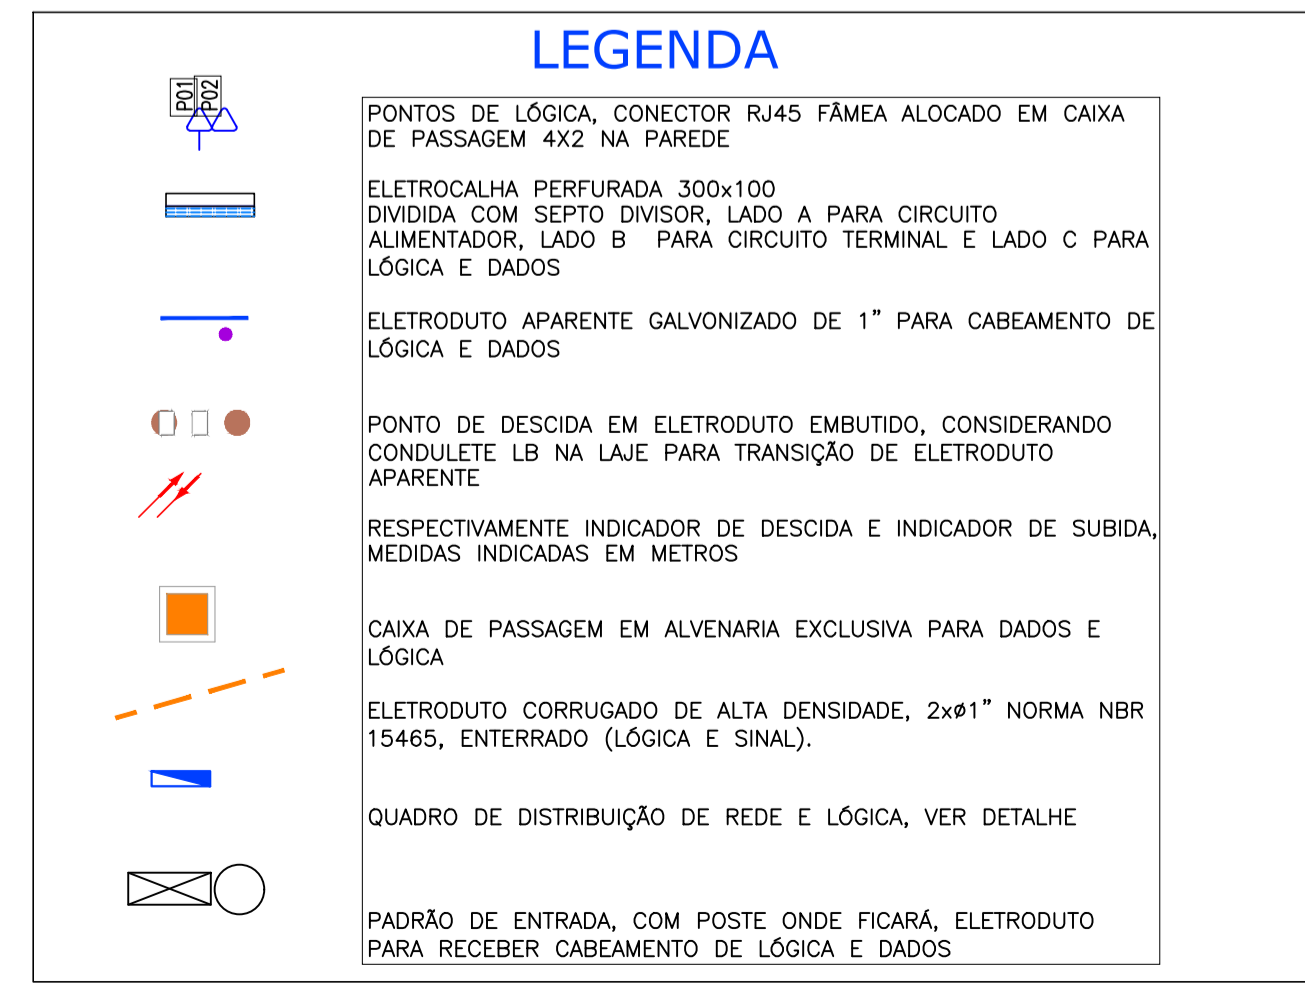 LEGENDA
P01
P02
PONTOS DE LÓGICA, CONECTOR RJ45 FÂMEA ALOCADO EM CAIXA
DE PASSAGEM 4X2 NA PAREDE
ELETROCALHA PERFURADA 300x100
DIVIDIDA COM SEPTO DIVISOR, LADO A PARA CIRCUITO
ALIMENTADOR, LADO B PARA CIRCUITO TERMINAL E LADO C PARA
LÓGICA E DADOS
ELETRODUTO APARENTE GALVONIZADO DE 1” PARA CABEAMENTO DE
LÓGICA E DADOS
PONTO DE DESCIDA EM ELETRODUTO EMBUTIDO, CONSIDERANDO
CONDULETE LB NA LAJE PARA TRANSIÇÃO DE ELETRODUTO
APARENTE
RESPECTIVAMENTE INDICADOR DE DESCIDA E INDICADOR DE SUBIDA,
MEDIDAS INDICADAS EM METROS
CAIXA DE PASSAGEM EM ALVENARIA EXCLUSIVA PARA DADOS E
LÓGICA
ELETRODUTO CORRUGADO DE ALTA DENSIDADE, 2xø1” NORMA NBR
15465, ENTERRADO (LÓGICA E SINAL).
QUADRO DE DISTRIBUIÇÃO DE REDE E LÓGICA, VER DETALHE
PADRÃO DE ENTRADA, COM POSTE ONDE FICARÁ, ELETRODUTO
PARA RECEBER CABEAMENTO DE LÓGICA E DADOS